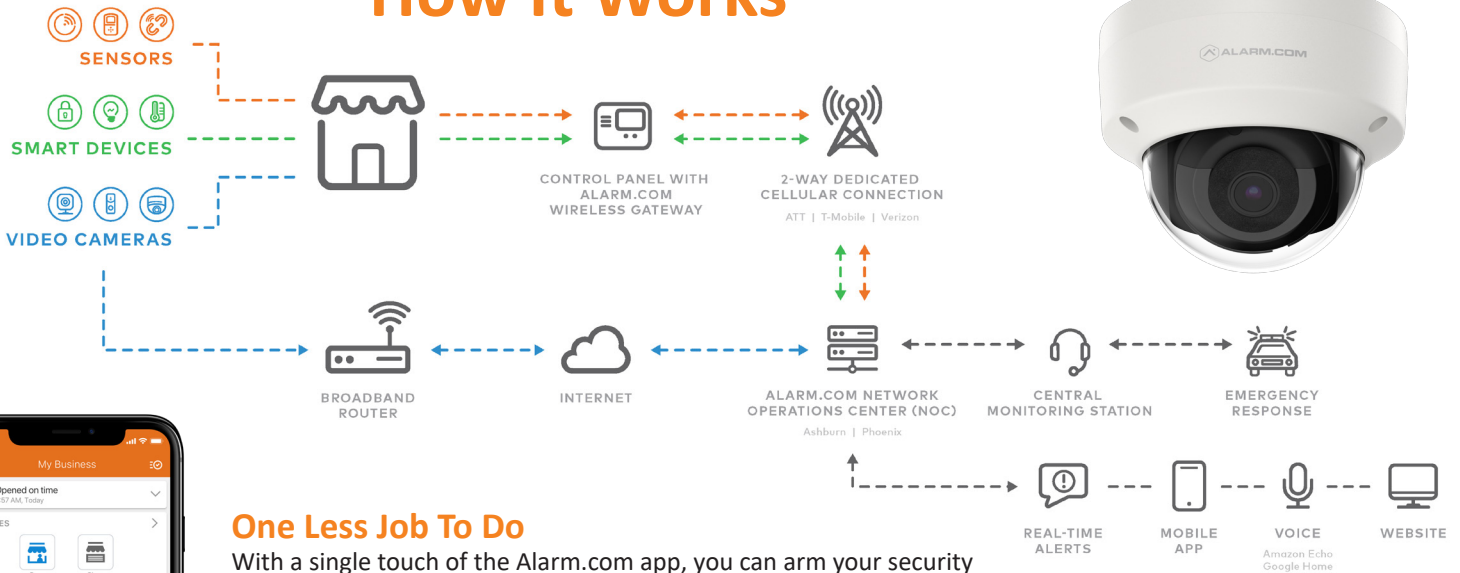 How It Works
SENSORS
SMART DEVICES
VIDEO CAMERAS
CONTROL PANEL WITH
ALARM.COM
WIRELESS GATEWAY
2-WAY DEDICATED
CELLULAR CONNECTION
ATT | T-Mobile | Verizon
ALARM.COM
BROADBAND
ROUTER
INTERNET
ALARM.COM NETWORK
OPERATIONS CENTER (NOC)
Ashburn | Phoenix
CENTRAL
MONITORING STATION
EMERGENCY
RESPONSE
REAL-TIME
ALERTS
MOBILE
APP
VOICE
Amazon Echo
Google Home
WEBSITE
My Business
Opened on time
:57 AM, Today
ES
One Less Job To Do
With a single touch of the Alarm.com app, you can arm your security